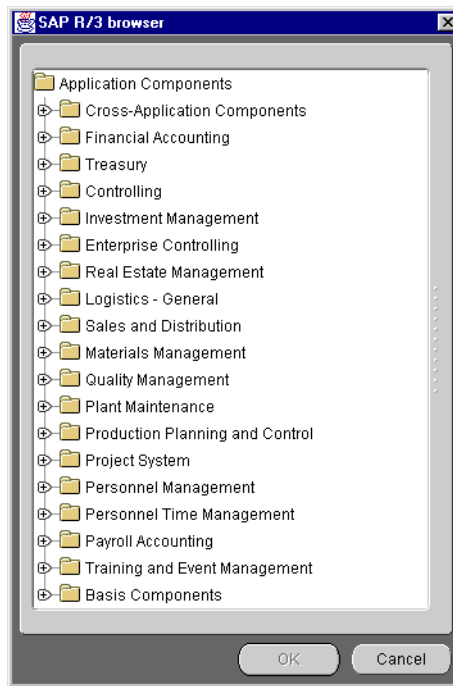 SAP R/3 browser
Application Components
Cross-Application Components
Financial Accounting
Treasury
Controlling
Investment Management
Enterprise Controlling
Real Estate Management
Logistics - General
Sales and Distribution
Materials Management
Quality Management
Plant Maintenance
Production Planning and Control
Project System
Personnel Management
Personnel Time Management
Payroll Accounting
Training and Event Management
Basis Components
OK Cancel